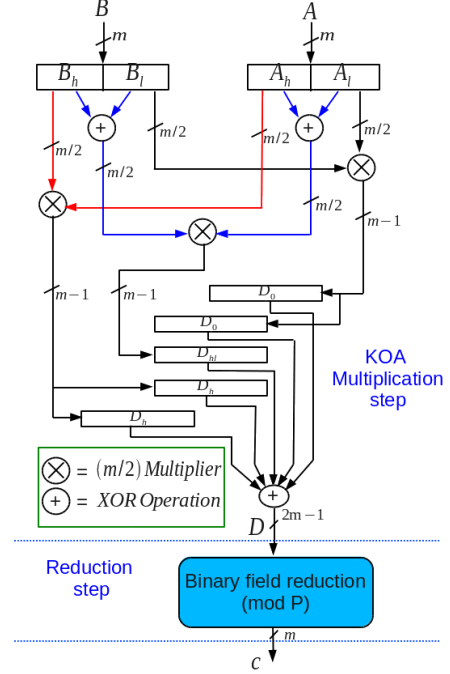 B A
m m
B_h B_l A_h A_l
+ +
m/2 m/2 m/2 m/2
m/2 m/2
× × ×
m−1
m−1 m−1
D_0
D_0
D_hl
D_h
D_h
KOA
Multiplication
step
× = (m/2) Multiplier
+ = XOR Operation
+
D 2m−1
Reduction
step
Binary field reduction
(mod P)
m
c